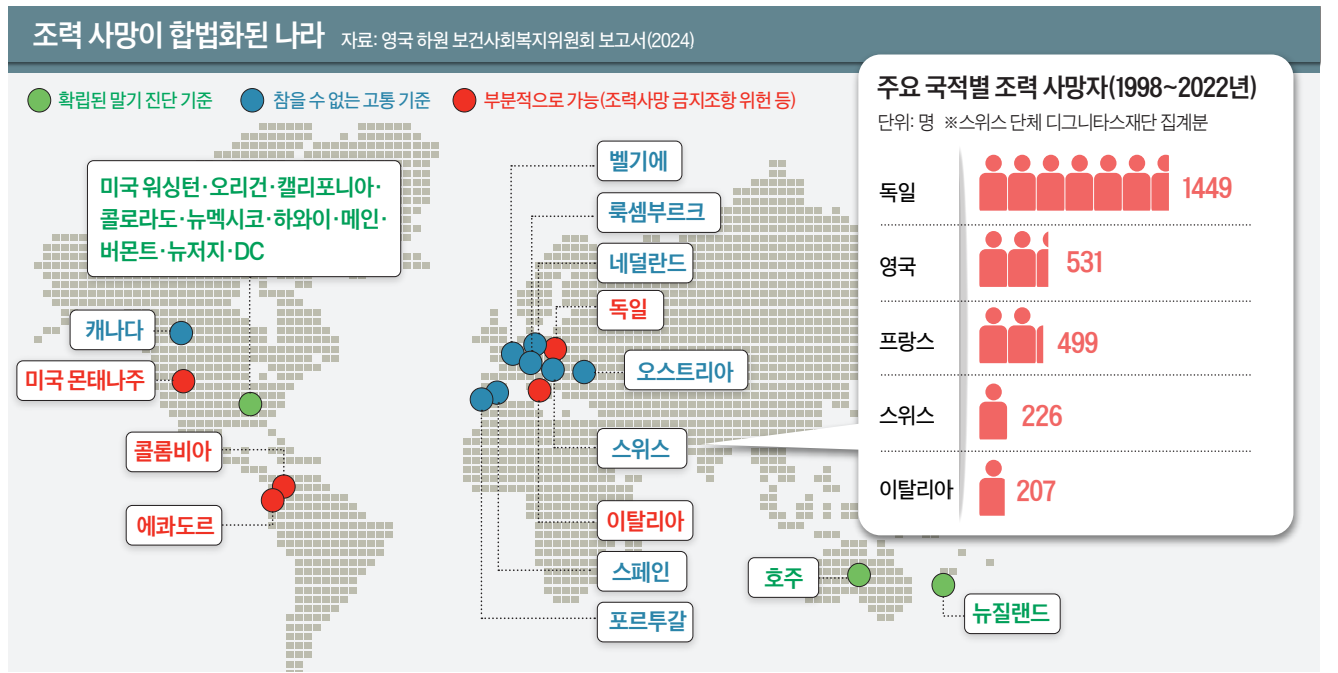 조력 사망이 합법화된 나라 자료: 영국 하원 보건사회복지위원회 보고서(2024)
확립된 말기 진단 기준
참을 수 없는 고통 기준
부분적으로 가능(조력사망 금지조항 위헌 등)
미국 워싱턴·오리건·캘리포니아·
콜로라도·뉴멕시코·하와이·메인·
버몬트·뉴저지·DC
캐나다
미국 몬태나주
콜롬비아
에콰도르
벨기에
룩셈부르크
네덜란드
독일
오스트리아
스위스
이탈리아
스페인
포르투갈
호주
뉴질랜드
주요 국적별 조력 사망자(1998~2022년)
단위: 명 ※스위스 단체 디그니타스재단 집계분
독일 1449
영국 531
프랑스 499
스위스 226
이탈리아 207